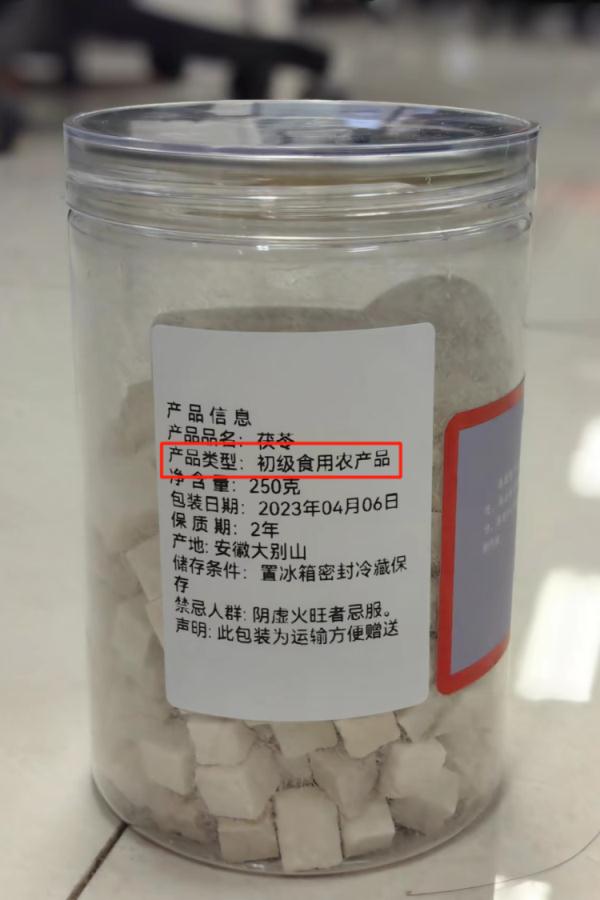 产品信息
产品品名：茯苓
产品类型：初级食用农产品
净含量：250克
包装日期：2023年04月06日
保质期：2年
产地：安徽大别山
储存条件：置冰箱密封冷藏保
存
禁忌人群：阴虚火旺者忌服。
声明：此包装为运输方便赠送